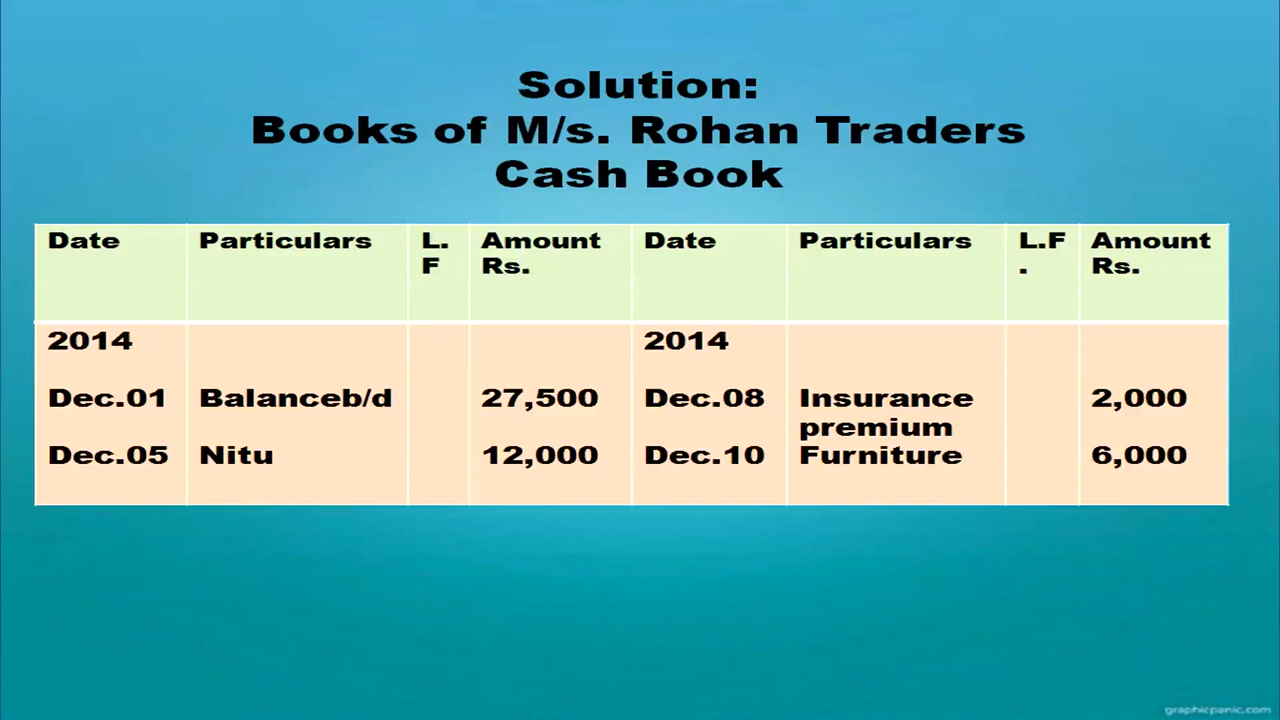 Solution:
Books of M/s. Rohan Traders
Cash Book
Date Particulars L. Amount Date Particulars L.F Amount
F Rs. . Rs.
2014 2014
Dec.01 Balanceb/d 27,500 Dec.08 Insurance 2,000
premium
Dec.05 Nitu 12,000 Dec.10 Furniture 6,000
graphicpanic.com